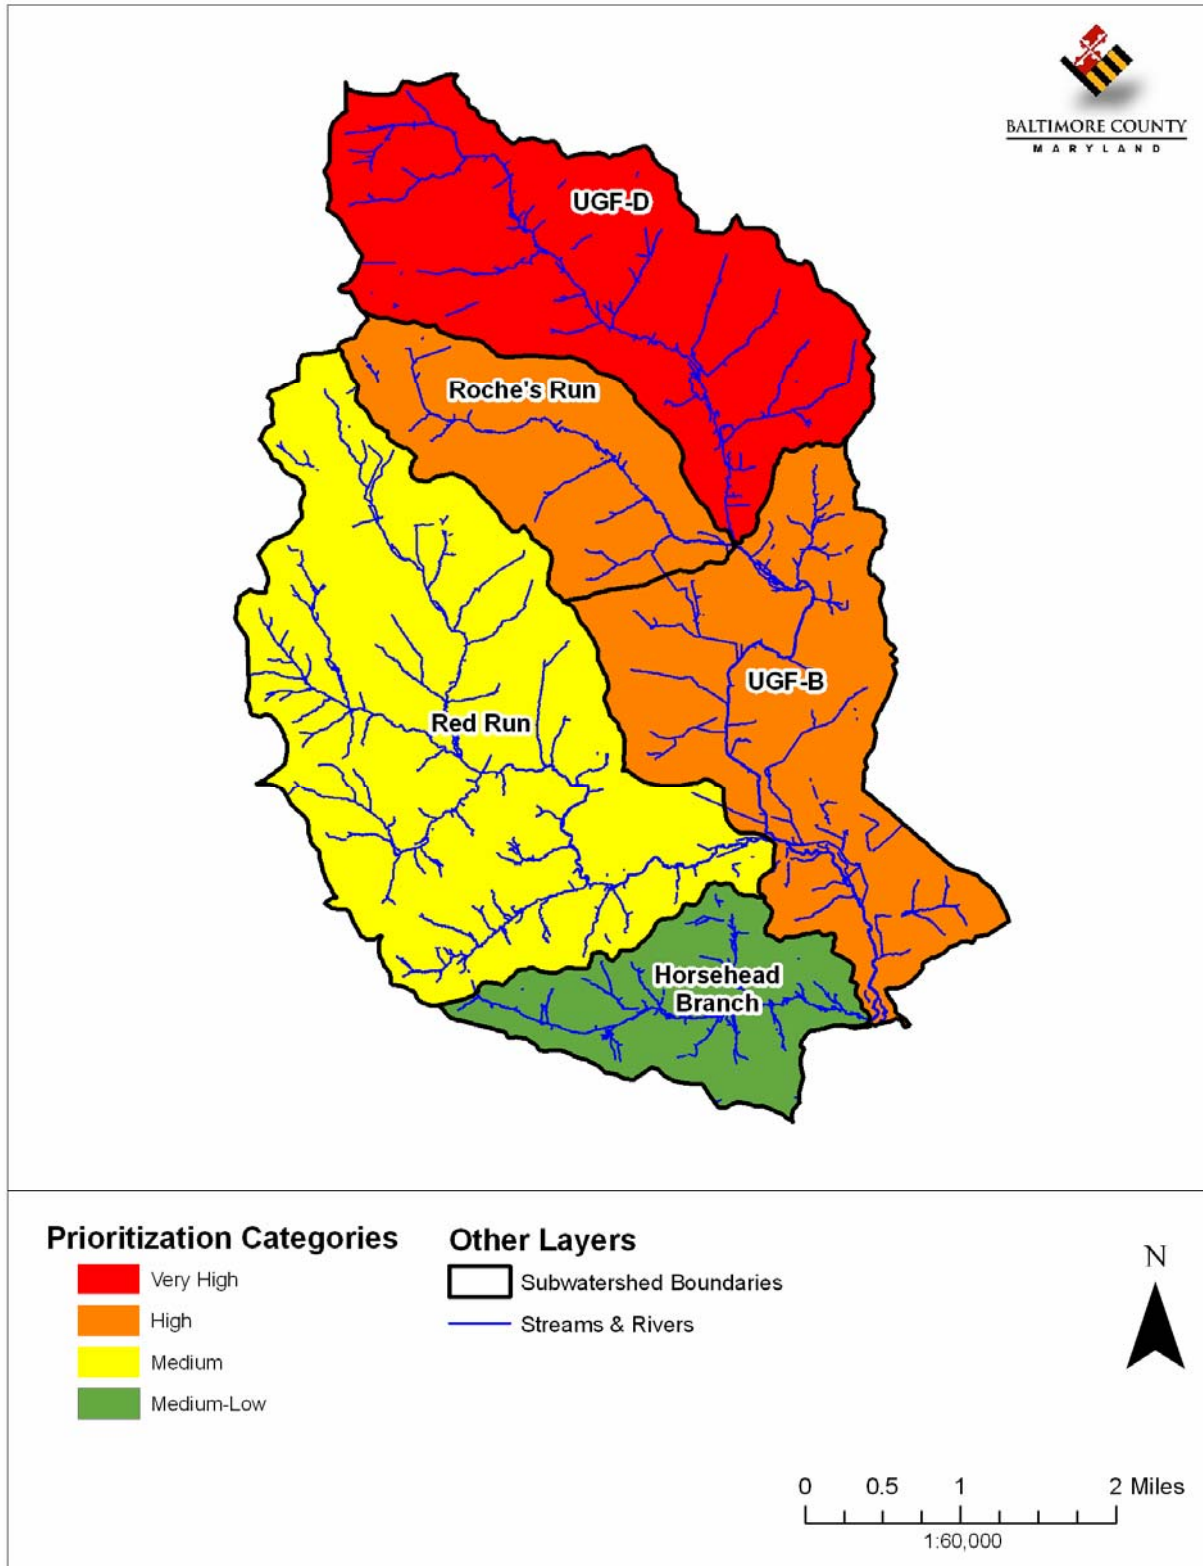 BALTIMORE COUNTY
MARYLAND
UGF-D
Roche's Run
UGF-B
Red Run
Horsehead
Branch
Prioritization Categories
Very High
High
Medium
Medium-Low
Other Layers
Subwatershed Boundaries
Streams & Rivers
N
0 0.5 1 2 Miles
1:60,000